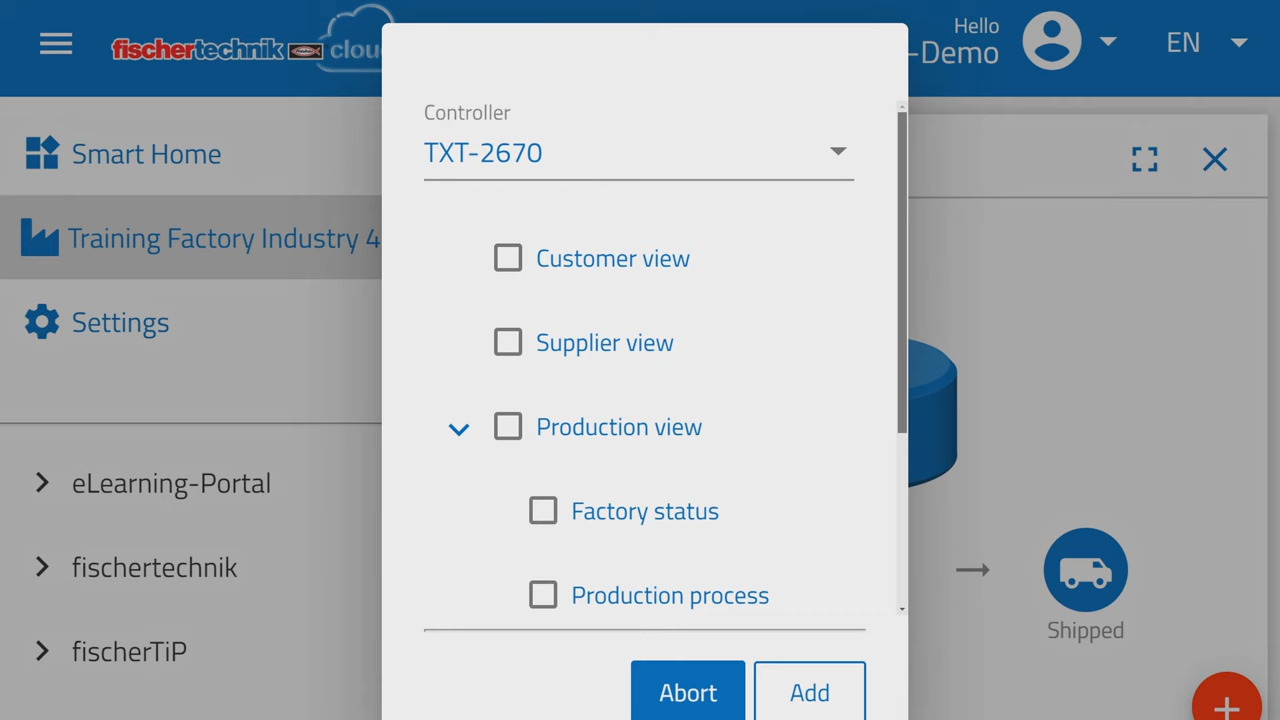 fischertechnik cloud
Hello
-Demo
EN
Controller
TXT-2670
Smart Home
Training Factory Industry 4
Settings
Customer view
Supplier view
Production view
Factory status
Production process
eLearning-Portal
fischertechnik
fischerTiP
Shipped
Abort
Add